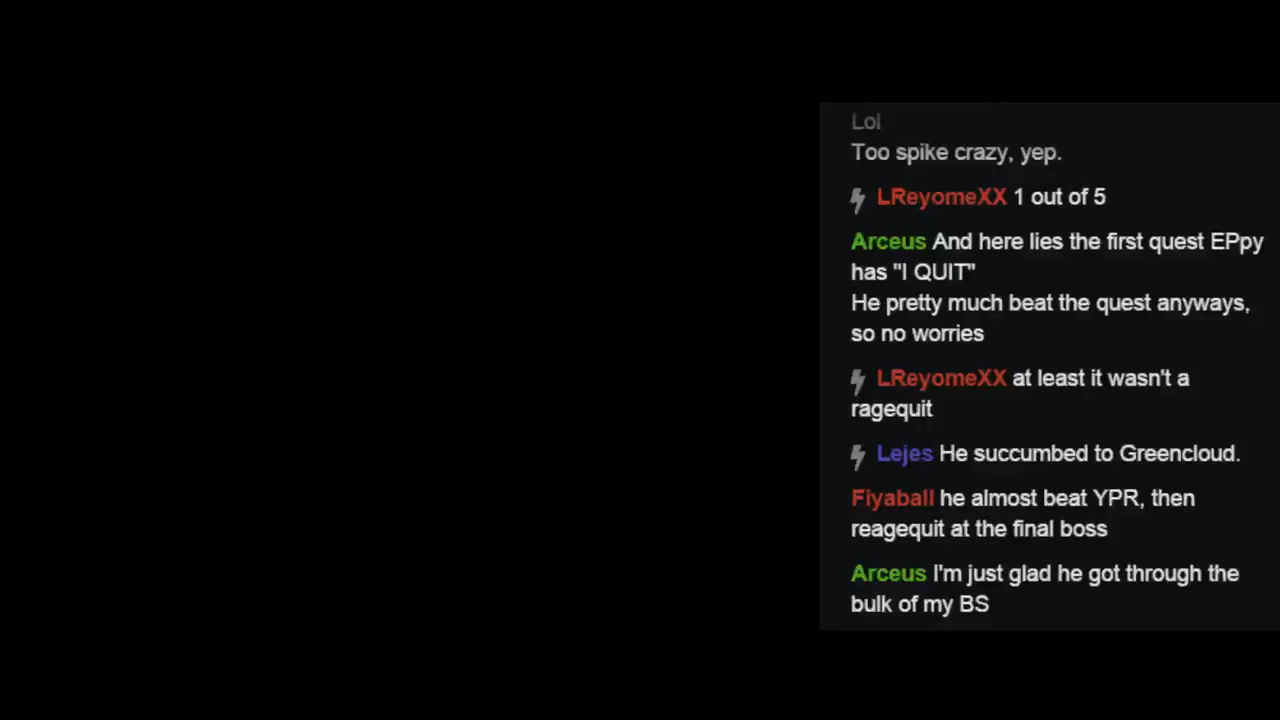 Lol
Too spike crazy, yep.
LReyomeXX 1 out of 5
Arceus And here lies the first quest EPpy
has "I QUIT"
He pretty much beat the quest anyways,
so no worries
LReyomeXX at least it wasn't a
ragequit
Lejes He succumbed to Greencloud.
Fiyaball he almost beat YPR, then
reagequit at the final boss
Arceus I'm just glad he got through the
bulk of my BS